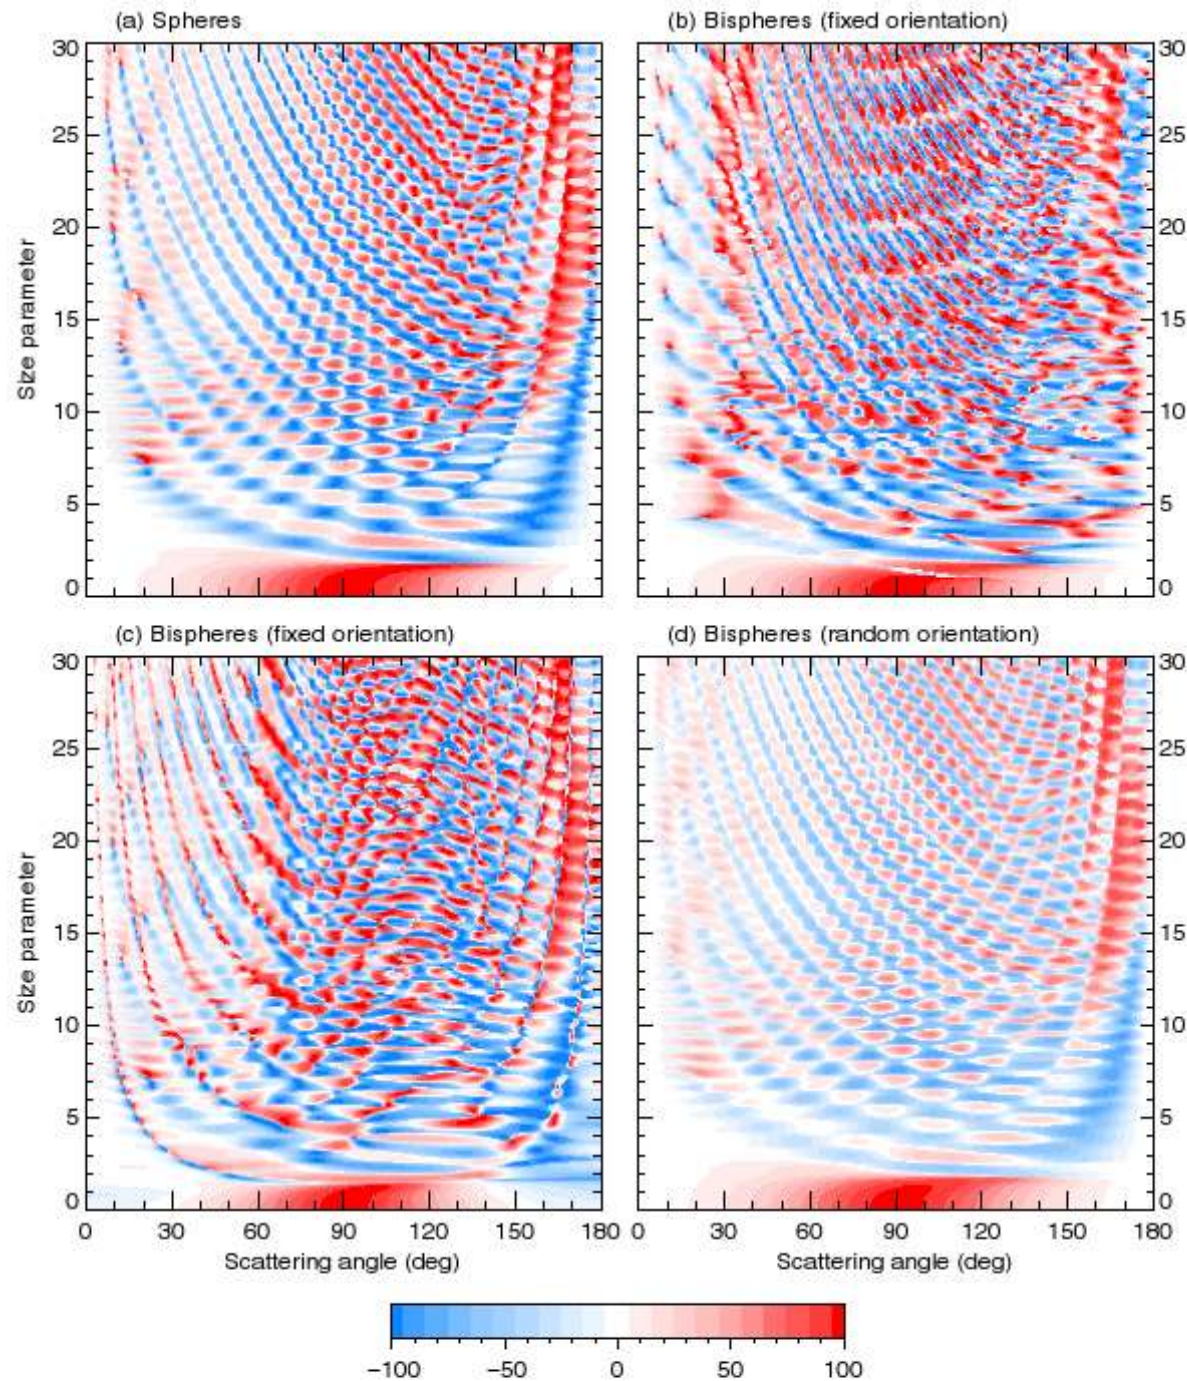 (a) Spheres
(b) Bispheres (fixed orientation)
30
25
20
15
10
5
0
Size parameter
30
25
20
15
10
5
0
(c) Bispheres (fixed orientation)
(d) Bispheres (random orientation)
30
25
20
15
10
5
0
Size parameter
30
25
20
15
10
5
0
0 30 60 90 120 150 180
0 30 60 90 120 150 180
Scattering angle (deg)
Scattering angle (deg)
−100 −50 0 50 100